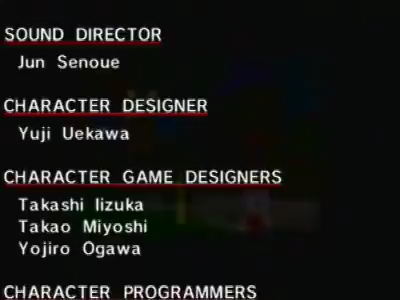 SOUND DIRECTOR
Jun Senoue
CHARACTER DESIGNER
Yuji Uekawa
CHARACTER GAME DESIGNERS
Takashi Iizuka
Takao Miyoshi
Yojiro Ogawa
CHARACTER PROGRAMMERS